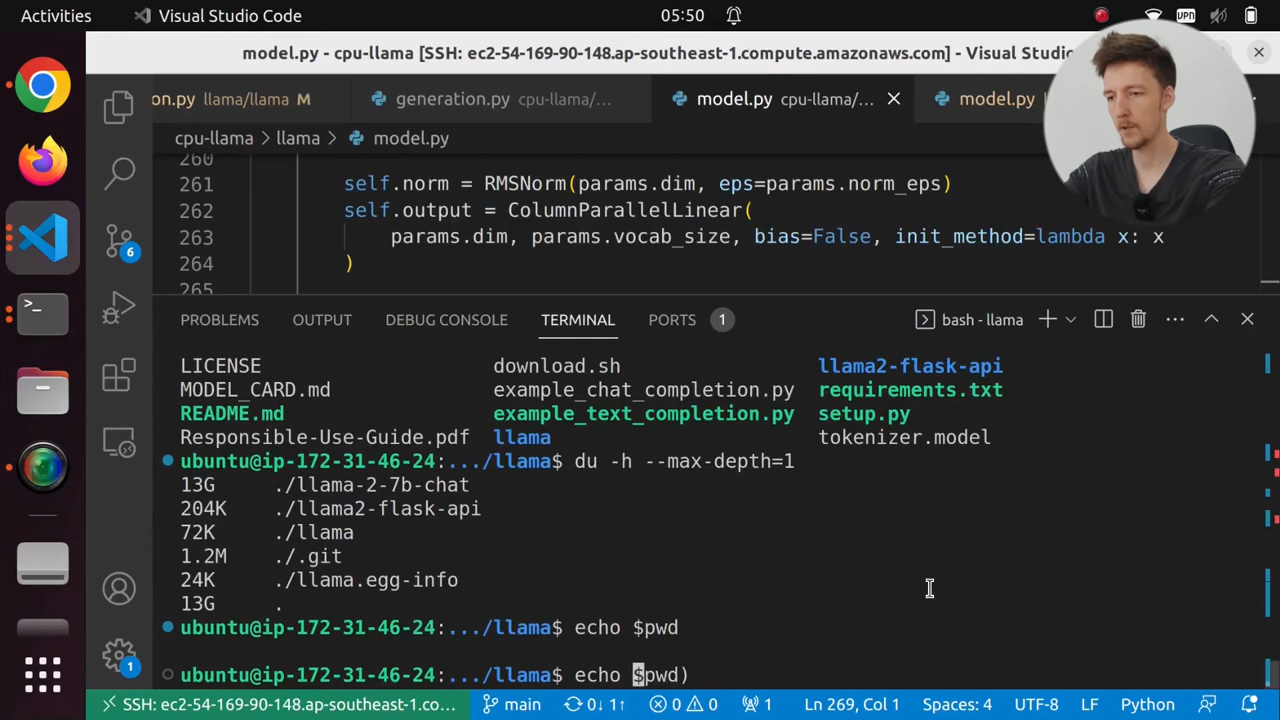 Activities
Visual Studio Code
05:50
VPN
model.py - cpu-llama [SSH: ec2-54-169-90-148.ap-southeast-1.compute.amazonaws.com] - Visual Studio
on.py llama/llama M
generation.py cpu-llama/...
model.py cpu-llama/...
model.py
cpu-llama > llama > model.py
260
261 self.norm = RMSNorm(params.dim, eps=params.norm_eps)
262 self.output = ColumnParallelLinear(
263 params.dim, params.vocab_size, bias=False, init_method=lambda x: x
264 )
265
6
1
PROBLEMS OUTPUT DEBUG CONSOLE TERMINAL PORTS 1 bash - llama
LICENSE download.sh llama2-flask-api
MODEL_CARD.md example_chat_completion.py requirements.txt
README.md example_text_completion.py setup.py
Responsible-Use-Guide.pdf llama tokenizer.model
ubuntu@ip-172-31-46-24:.../llama$ du -h --max-depth=1
13G ./llama-2-7b-chat
204K ./llama2-flask-api
72K ./llama
1.2M ./.git
24K ./llama.egg-info
13G .
ubuntu@ip-172-31-46-24:.../llama$ echo $pwd
ubuntu@ip-172-31-46-24:.../llama$ echo $pwd)
SSH: ec2-54-169-90-148.ap-southeast-1.compute.amazonaws.... main 0↓ 1↑ 0 0 1 Ln 269, Col 1 Spaces: 4 UTF-8 LF Python